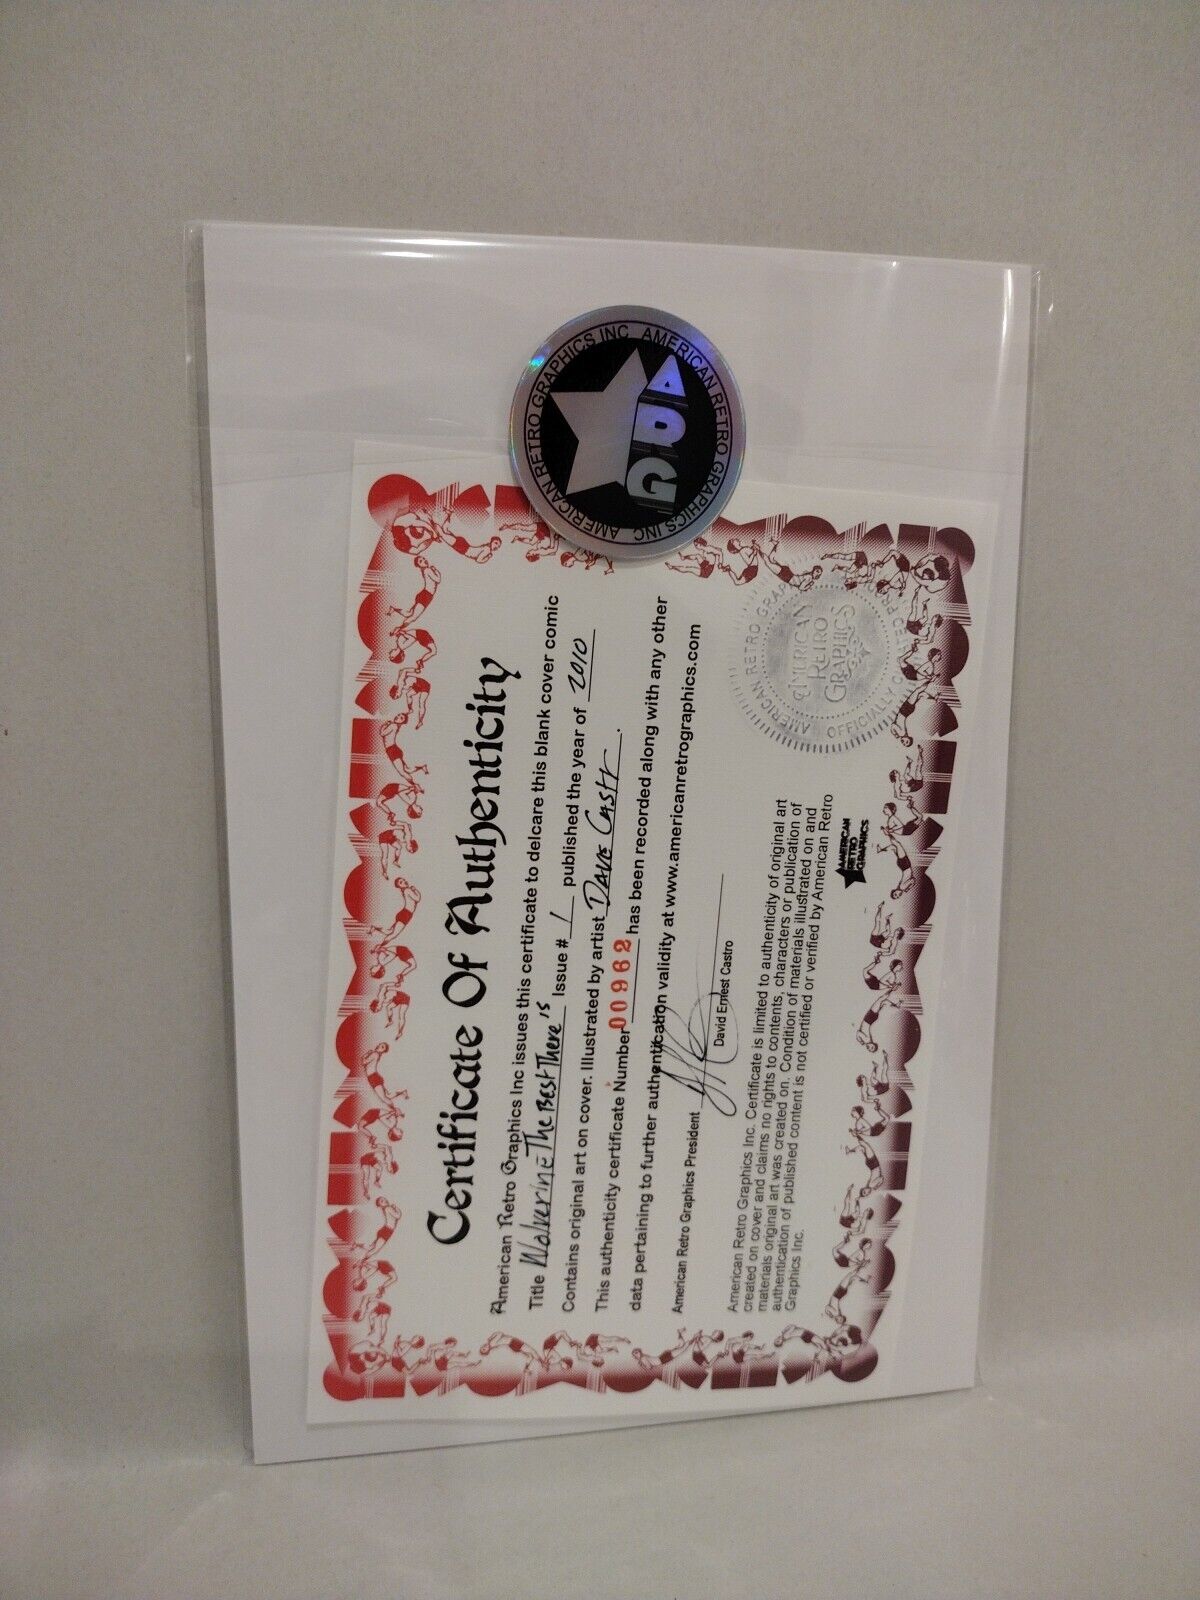 AMERICAN RETRO GRAPHICS INC AMERICAN RETRO GRAPHICS INC
ARG
Certificate Of Authenticity
American Retro Graphics Inc issues this certificate to delcare this blank cover comic
Title Wolverine The Best There is Issue # 1 published the year of 2010
Contains original art on cover. Illustrated by artist Dave Castr.
This authenticity certificate Number 00962 has been recorded along with any other
data pertaining to further authentication validity at www.americanretrographics.com
American Retro Graphics President
David Ernest Castro
American Retro Graphics Inc. Certificate is limited to authenticity of original art
created on cover and claims no rights to contents, characters or publication of
materials original art was created on. Condition of materials illustrated on and
authentication of published content is not certified or verified by American Retro
Graphics Inc.
AMERICAN
RETRO
GRAPHICS
AMERICAN RETRO
OFFICIALLY
AMERICAN
RETRO
GRAPHICS